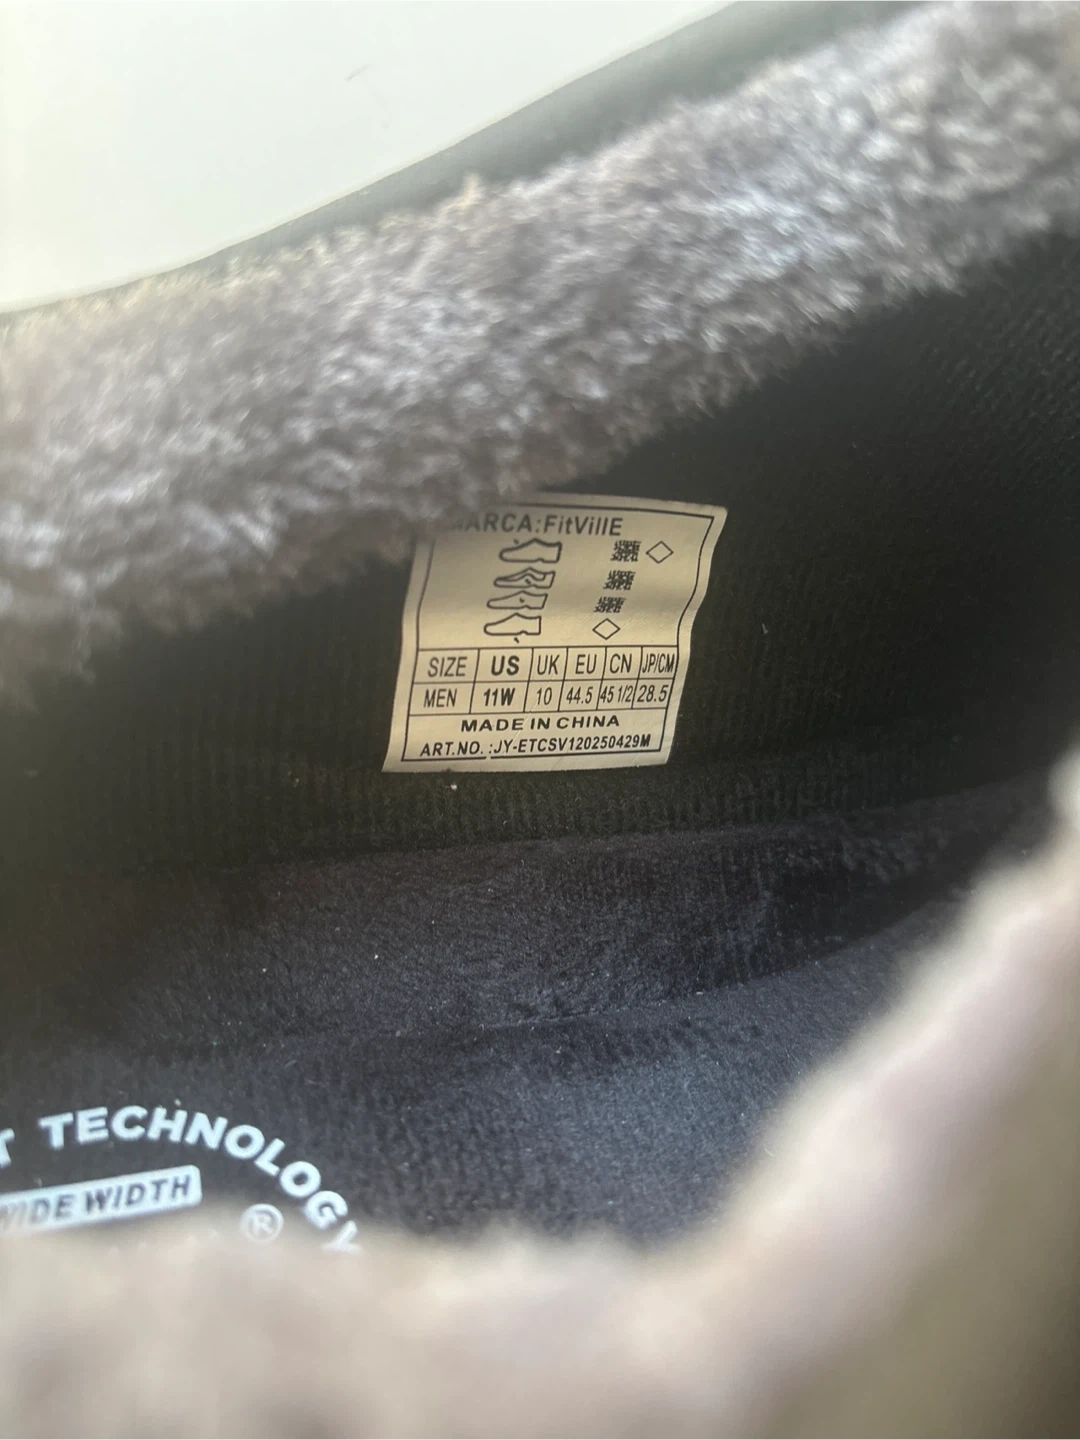 MARCA:FitVillE
SIZE US UK EU CN JP/CM
MEN 11W 10 44.5 45 1/2 28.5
MADE IN CHINA
ART.NO.:JY-ETCSV120250429M
TECHNOLOGY
WIDE WIDTH
®